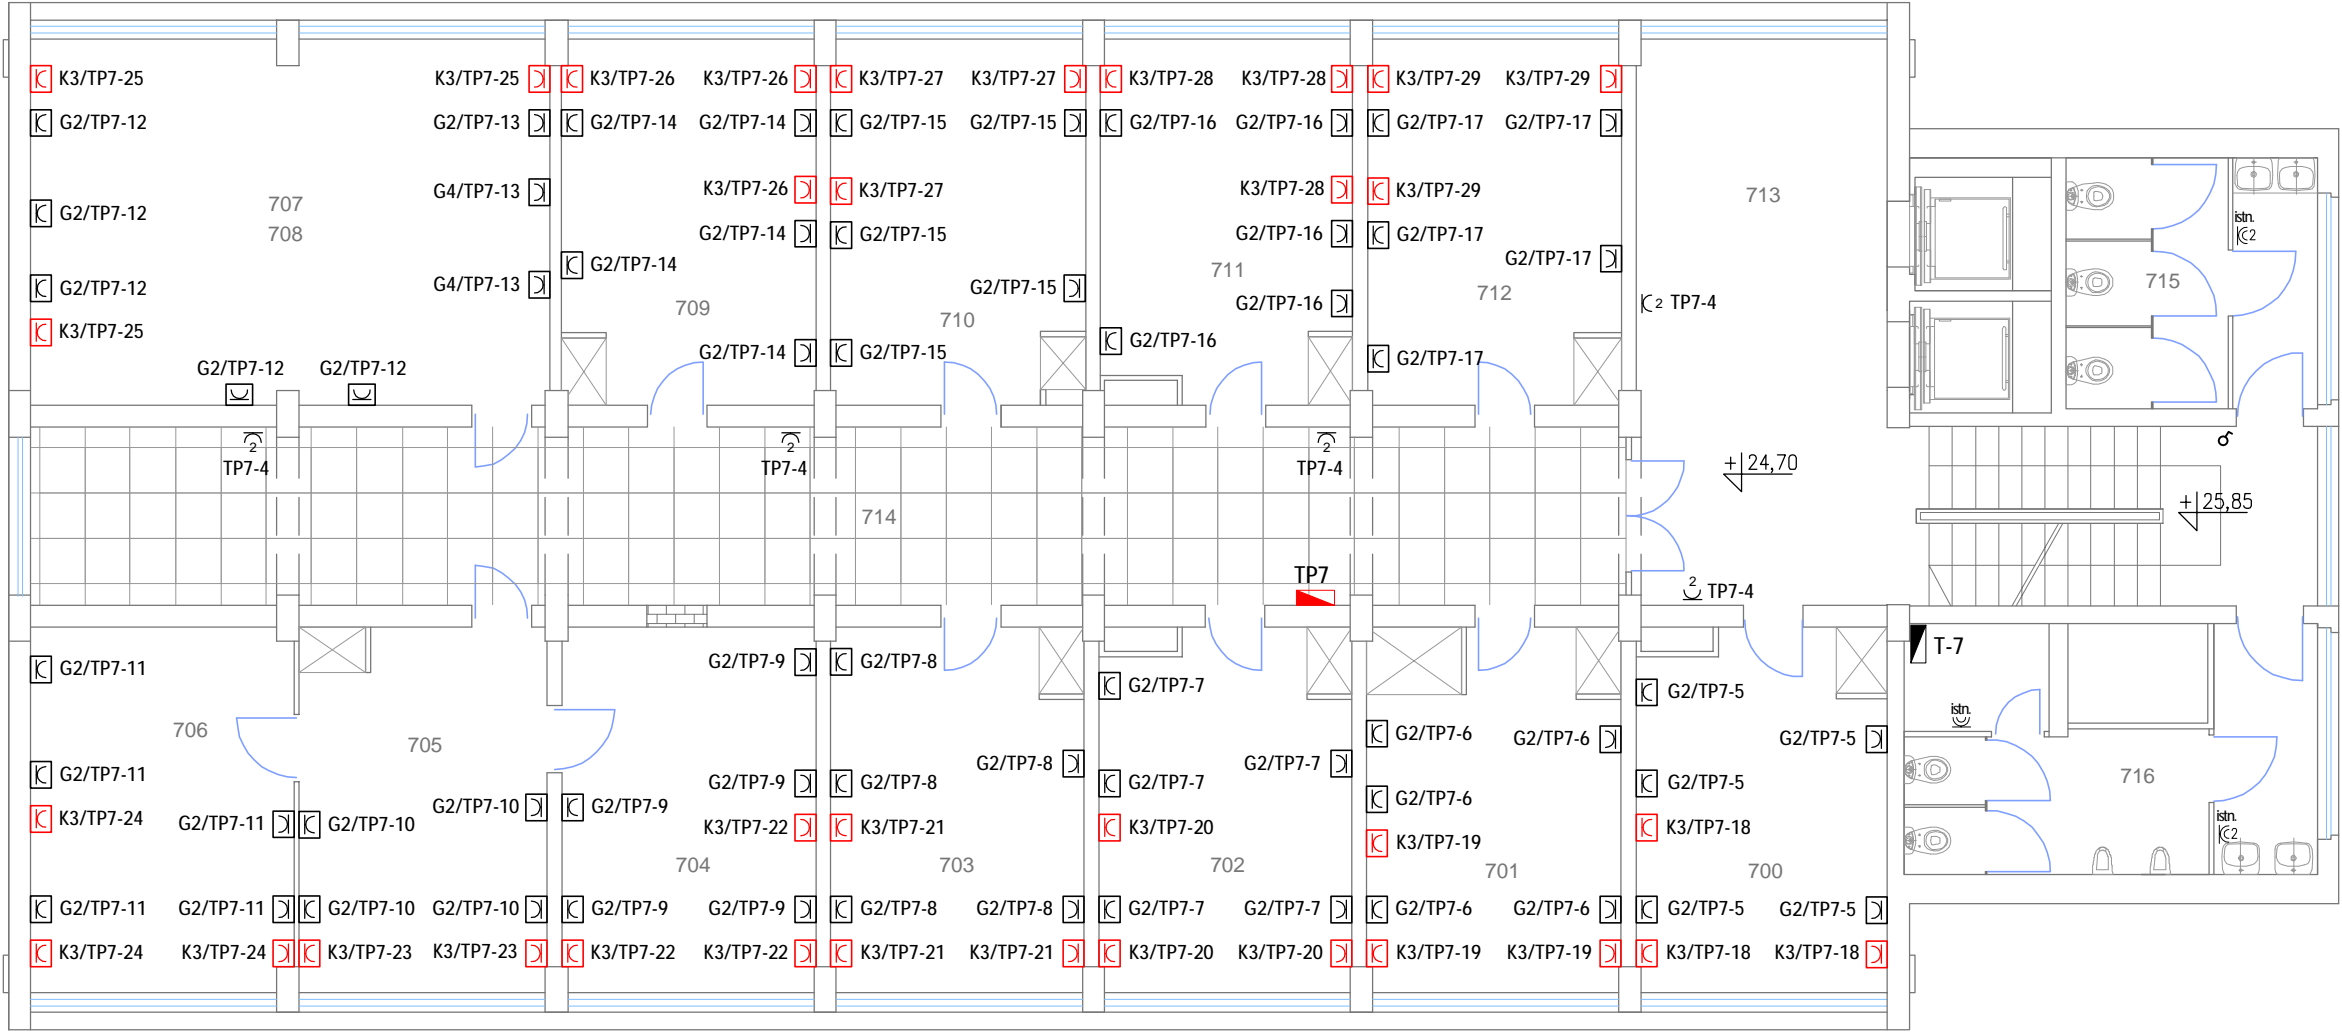 K3/TP7-25
K3/TP7-25
K3/TP7-26
K3/TP7-26
K3/TP7-27
K3/TP7-27
K3/TP7-28
K3/TP7-28
K3/TP7-29
K3/TP7-29
G2/TP7-12
G2/TP7-13
G2/TP7-14
G2/TP7-14
G2/TP7-15
G2/TP7-15
G2/TP7-16
G2/TP7-16
G2/TP7-17
G2/TP7-17
G4/TP7-13
K3/TP7-26
K3/TP7-27
K3/TP7-28
K3/TP7-29
713
707
G2/TP7-12
istn.
2
708
G2/TP7-14
G2/TP7-15
G2/TP7-16
G2/TP7-17
G2/TP7-14
G2/TP7-17
711
715
G4/TP7-13
G2/TP7-12
G2/TP7-15
712
709
G2/TP7-16
2 TP7-4
710
K3/TP7-25
G2/TP7-16
G2/TP7-14
G2/TP7-15
G2/TP7-17
G2/TP7-12
G2/TP7-12
2
TP7-4
2
TP7-4
2
TP7-4
+24,70
+25,85
714
TP7
2
TP7-4
T-7
G2/TP7-11
G2/TP7-9
G2/TP7-8
G2/TP7-7
G2/TP7-5
istn.
706
705
G2/TP7-6
G2/TP7-6
G2/TP7-5
G2/TP7-8
G2/TP7-7
G2/TP7-11
716
G2/TP7-9
G2/TP7-8
G2/TP7-7
G2/TP7-5
G2/TP7-6
G2/TP7-10
G2/TP7-9
K3/TP7-24
G2/TP7-11
G2/TP7-10
K3/TP7-22
K3/TP7-21
K3/TP7-20
K3/TP7-18
istn.
2
K3/TP7-19
704
703
702
701
700
G2/TP7-11
G2/TP7-11
G2/TP7-10
G2/TP7-10
G2/TP7-9
G2/TP7-9
G2/TP7-8
G2/TP7-8
G2/TP7-7
G2/TP7-7
G2/TP7-6
G2/TP7-6
G2/TP7-5
G2/TP7-5
K3/TP7-24
K3/TP7-24
K3/TP7-23
K3/TP7-23
K3/TP7-22
K3/TP7-22
K3/TP7-21
K3/TP7-21
K3/TP7-20
K3/TP7-20
K3/TP7-19
K3/TP7-19
K3/TP7-18
K3/TP7-18